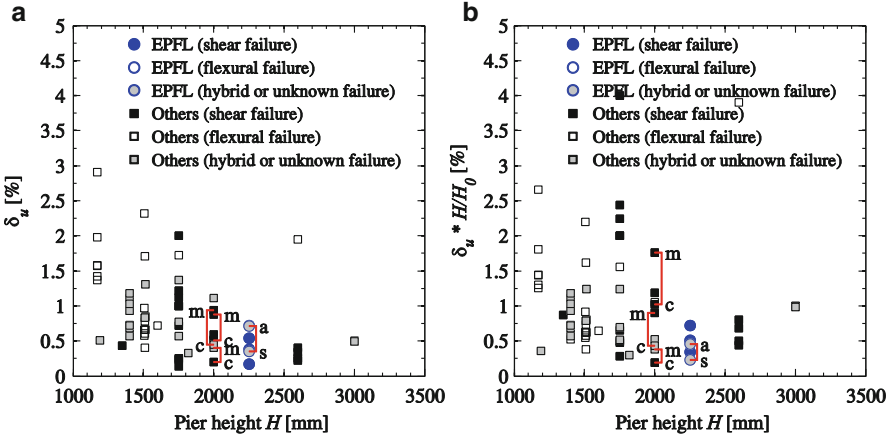 a
EPFL (shear failure)
EPFL (flexural failure)
EPFL (hybrid or unknown failure)
Others (shear failure)
Others (flexural failure)
Others (hybrid or unknown failure)
5
4.5
4
3.5
3
2.5
2
1.5
1
0.5
0
δu [%]
m
m
c
c
m
c
a
s
1000 1500 2000 2500 3000 3500
Pier height H [mm]
b
EPFL (shear failure)
EPFL (flexural failure)
EPFL (hybrid or unknown failure)
Others (shear failure)
Others (flexural failure)
Others (hybrid or unknown failure)
5
4.5
4
3.5
3
2.5
2
1.5
1
0.5
0
δu * H/H0 [%]
m
c
m
c
m
c
a
s
1000 1500 2000 2500 3000 3500
Pier height H [mm]